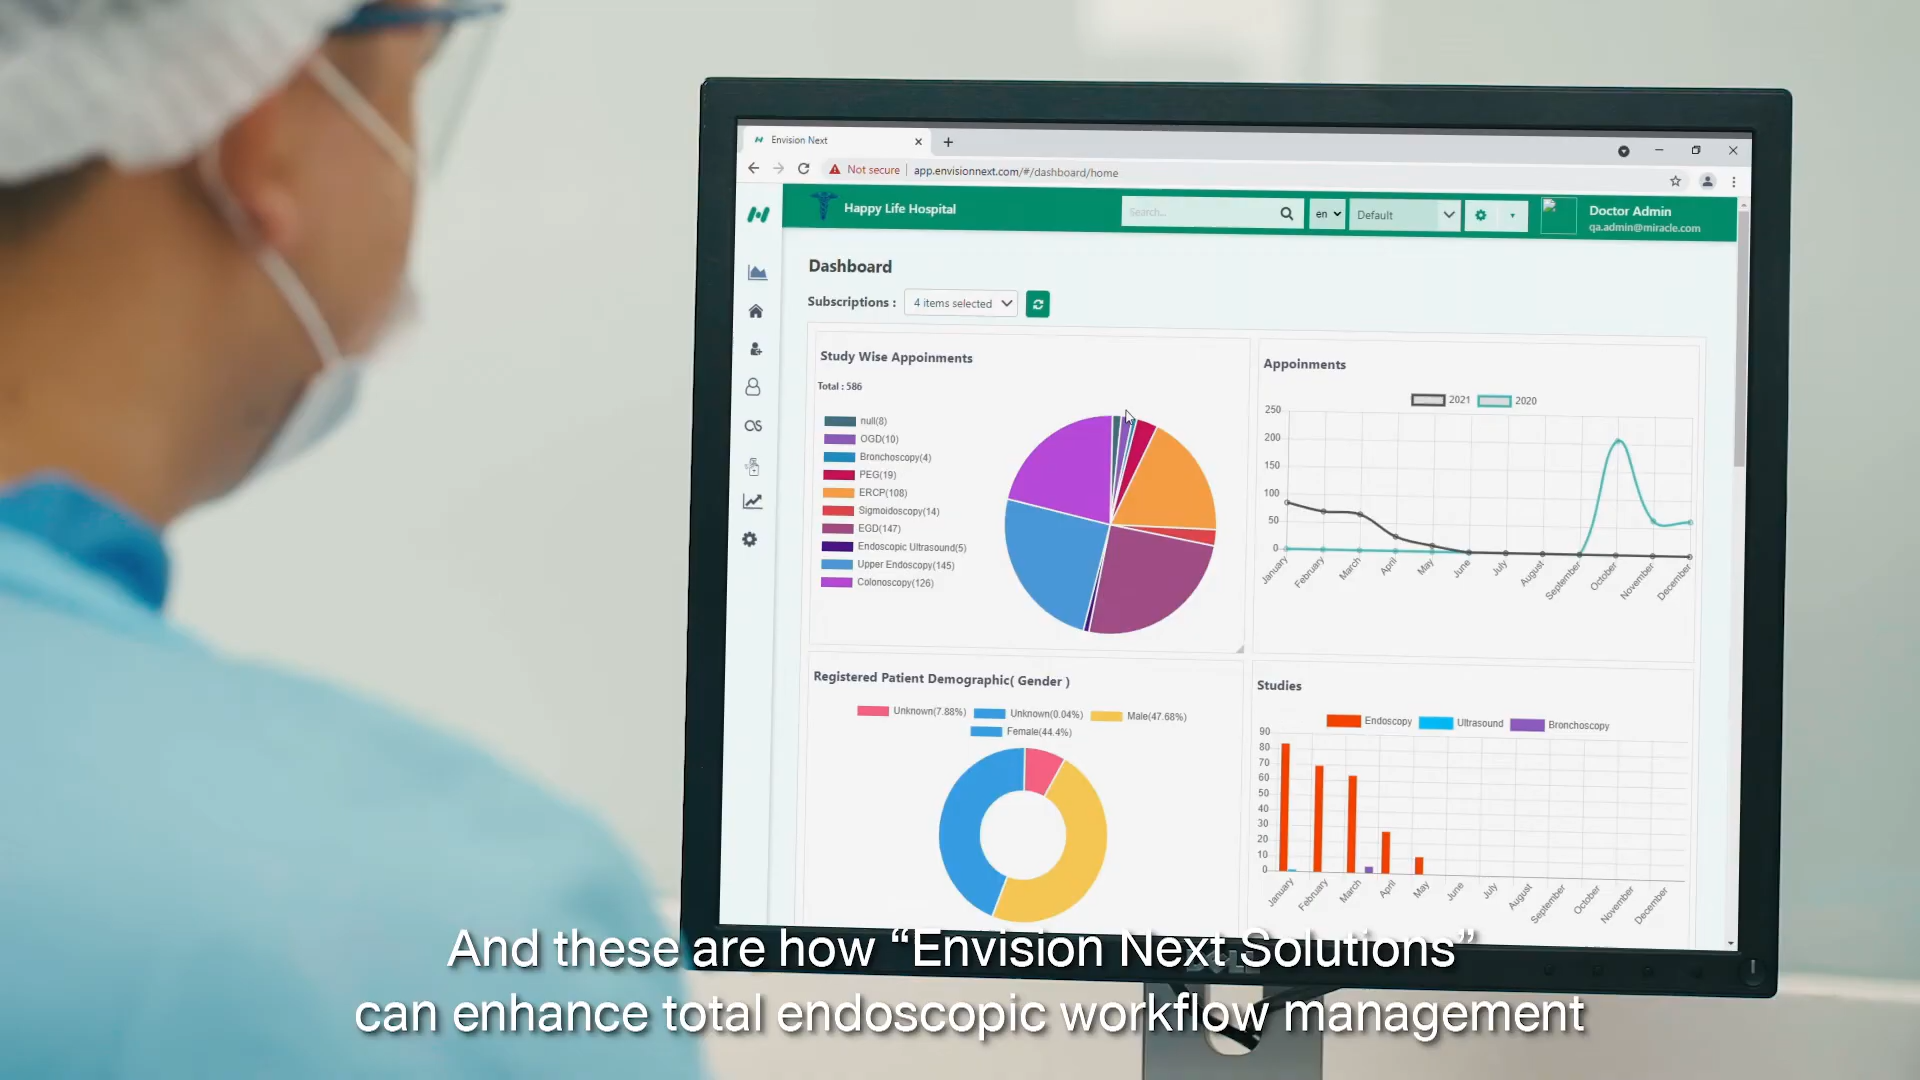 Envision Next
Not secure
app.envisionnext.com/#/dashboard/home
Happy Life Hospital
Search...
en
Default
Doctor Admin
qa.admin@miracle.com
Dashboard
Subscriptions :
4 items selected
Study Wise Appoinments
Total : 586
null(8)
OGD(10)
Bronchoscopy(4)
PEG(19)
ERCP(108)
Sigmoidoscopy(14)
EGD(147)
Endoscopic Ultrasound(5)
Upper Endoscopy(145)
Colonoscopy(126)
Appoinments
2021 2020
250
200
150
100
50
0
January February March April May June July August September October November December
Registered Patient Demographic( Gender )
Unknown(7.88%) Unknown(0.04%) Male(47.68%)
Female(44.4%)
Studies
Endoscopy Ultrasound Bronchoscopy
90
80
70
60
50
40
30
20
10
0
January February March April May June July August September October November December
DELL
And these are how “Envision Next Solutions”
can enhance total endoscopic workflow management